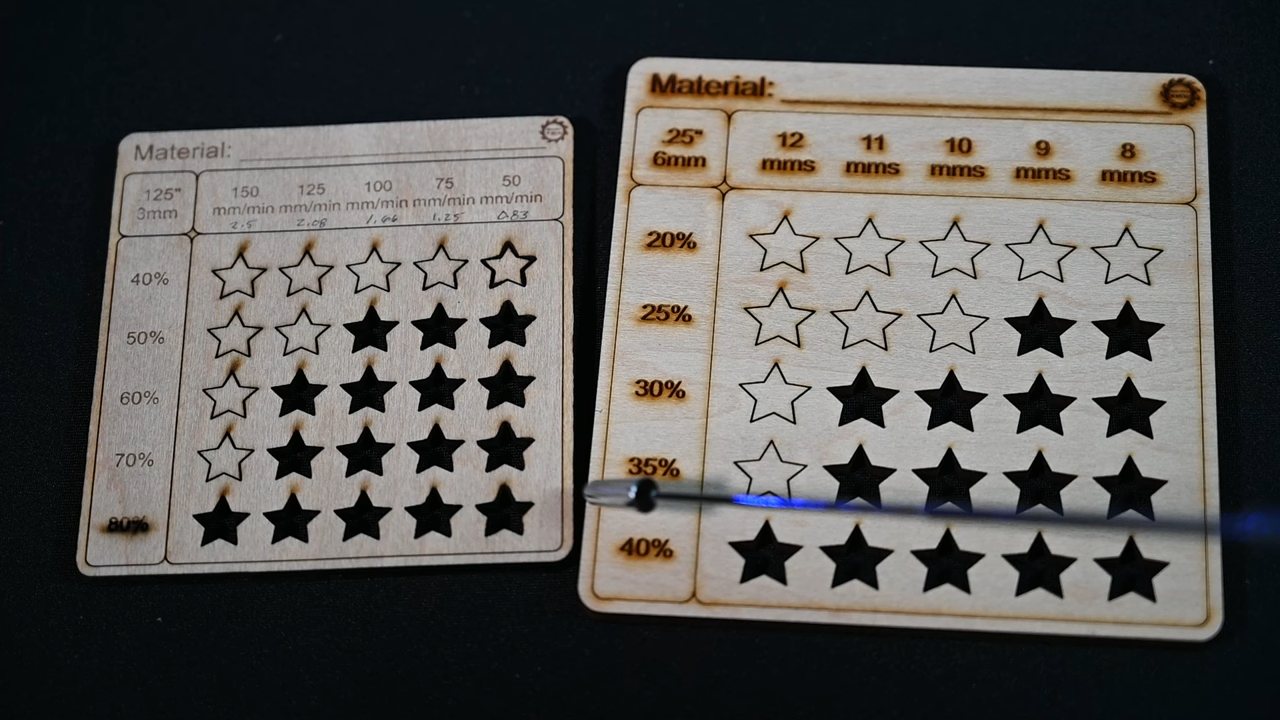 Material:
.125" 150 125 100 75 50
3mm mm/min mm/min mm/min mm/min mm/min
2.5 2.08 1.66 1.25 0.83
40%
50%
60%
70%
80%
Material:
.25" 12 11 10 9 8
6mm mms mms mms mms mms
20%
25%
30%
35%
40%